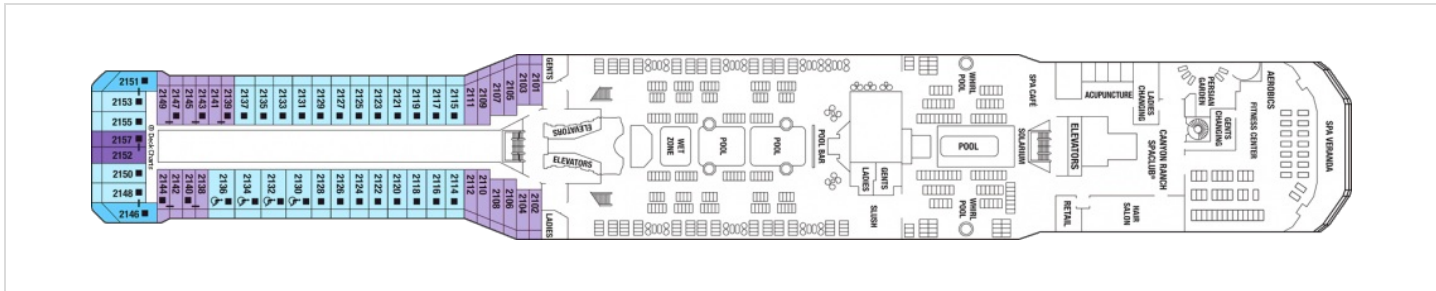 2151
2153
2155
2157
2152
2150
2148
2146
© Deck Charts
2149
2147
2145
2143
2141
2139
2137
2135
2133
2131
2129
2127
2125
2123
2121
2119
2117
2115
2111
2109
2107
2105
2103
2101
2144
2142
2140
2138
2136
2134
2132
2130
2128
2126
2124
2122
2120
2118
2116
2114
2112
2110
2108
2106
2104
2102
GENTS
LADIES
ELEVATORS
ELEVATORS
WET
ZONE
POOL
POOL
POOL BAR
GENTS
LADIES
SLUSH
WHIRL
POOL
WHIRL
POOL
POOL
SPA CAFÉ
SOLARIUM
ELEVATORS
RETAIL
ACUPUNCTURE
LADIES
CHANGING
CANYON RANCH
SPACLUB®
HAIR
SALON
PERSIAN
GARDEN
GENTS
CHANGING
AEROBICS
FITNESS CENTER
SPA VERANDA